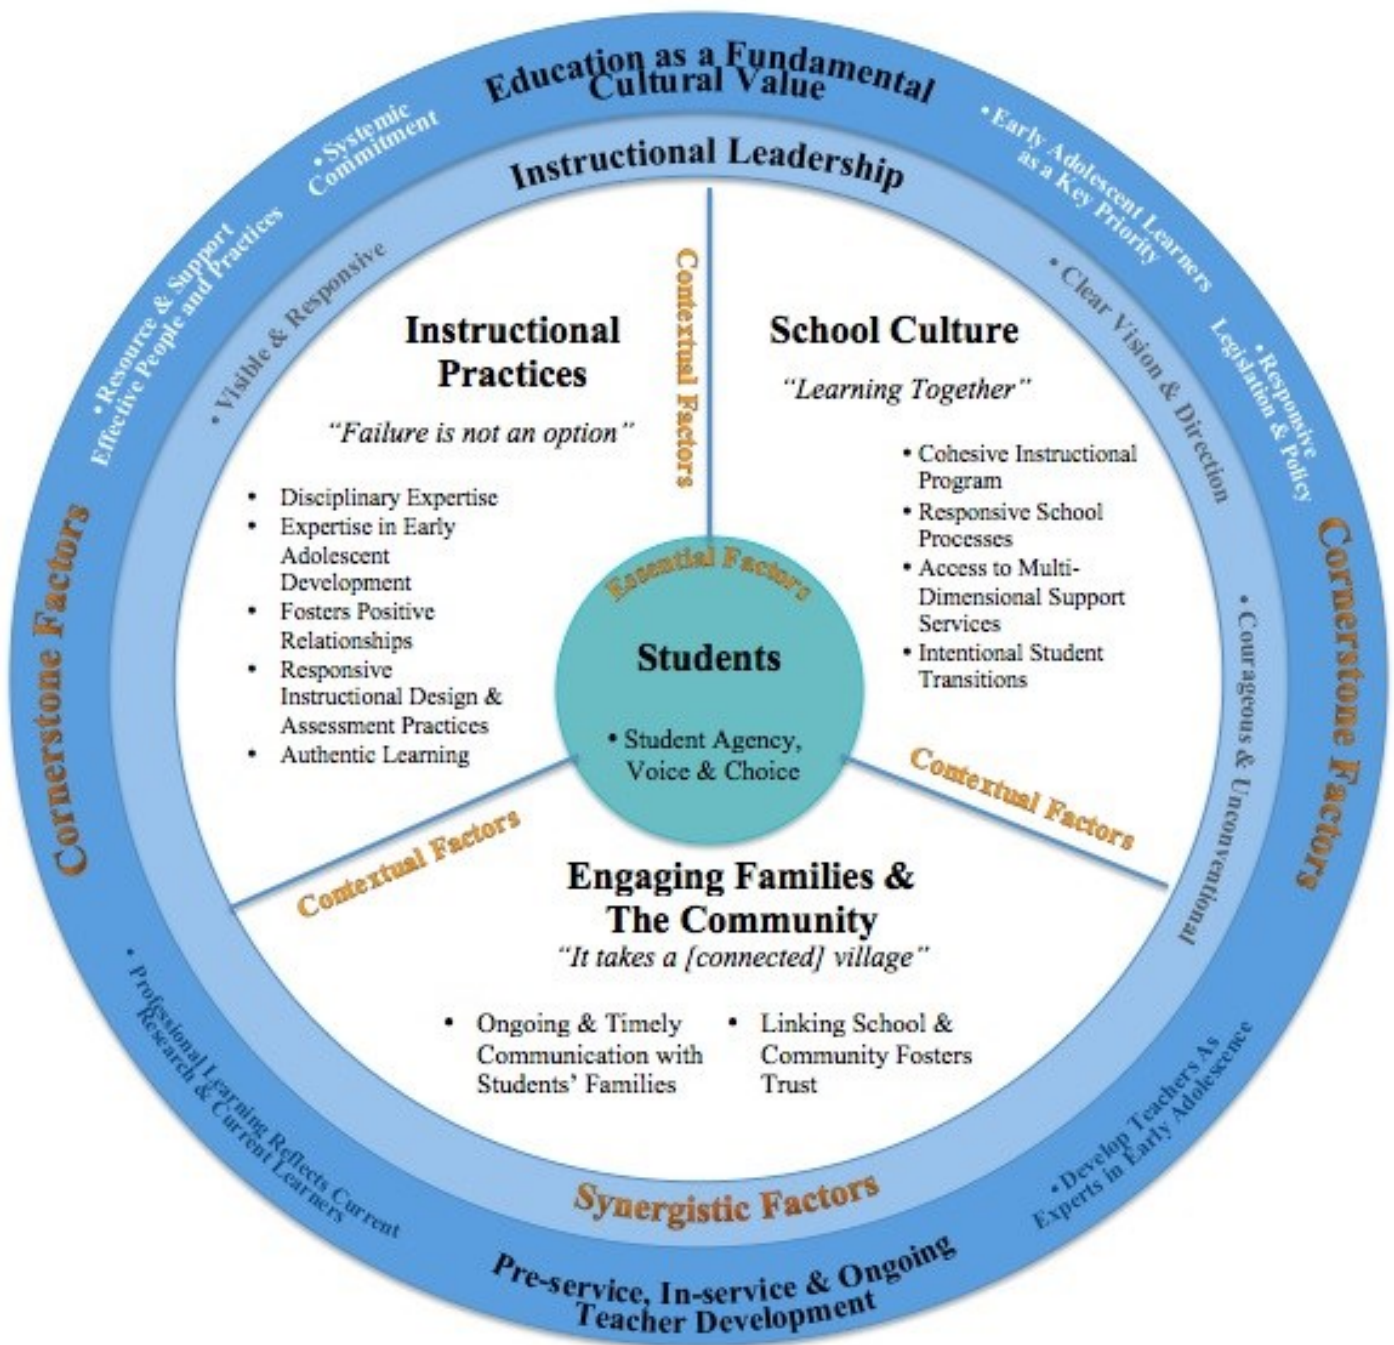 Education as a Fundamental
Cultural Value
• Systemic
Commitment
• Early Adolescent Learners
as a Key Priority
• Resource & Support
Effective People and Practices
• Responsive
Legislation & Policy
Cornerstone Factors
Cornerstone Factors
Instructional Leadership
• Visible & Responsive
• Clear Vision & Direction
• Courageous & Unconventional
Contextual Factors
Instructional
Practices
“Failure is not an option”
• Disciplinary Expertise
• Expertise in Early
Adolescent
Development
• Fosters Positive
Relationships
• Responsive
Instructional Design &
Assessment Practices
• Authentic Learning
School Culture
“Learning Together”
• Cohesive Instructional
Program
• Responsive School
Processes
• Access to Multi-
Dimensional Support
Services
• Intentional Student
Transitions
Essential Factors
Students
• Student Agency,
Voice & Choice
Contextual Factors
Contextual Factors
Engaging Families &
The Community
“It takes a [connected] village”
• Ongoing & Timely
Communication with
Students’ Families
• Linking School &
Community Fosters
Trust
Synergistic Factors
• Professional Learning Reflects Current
Research & Current Learners
• Develop Teachers As
Experts in Early Adolescence
Pre-service, In-service & Ongoing
Teacher Development